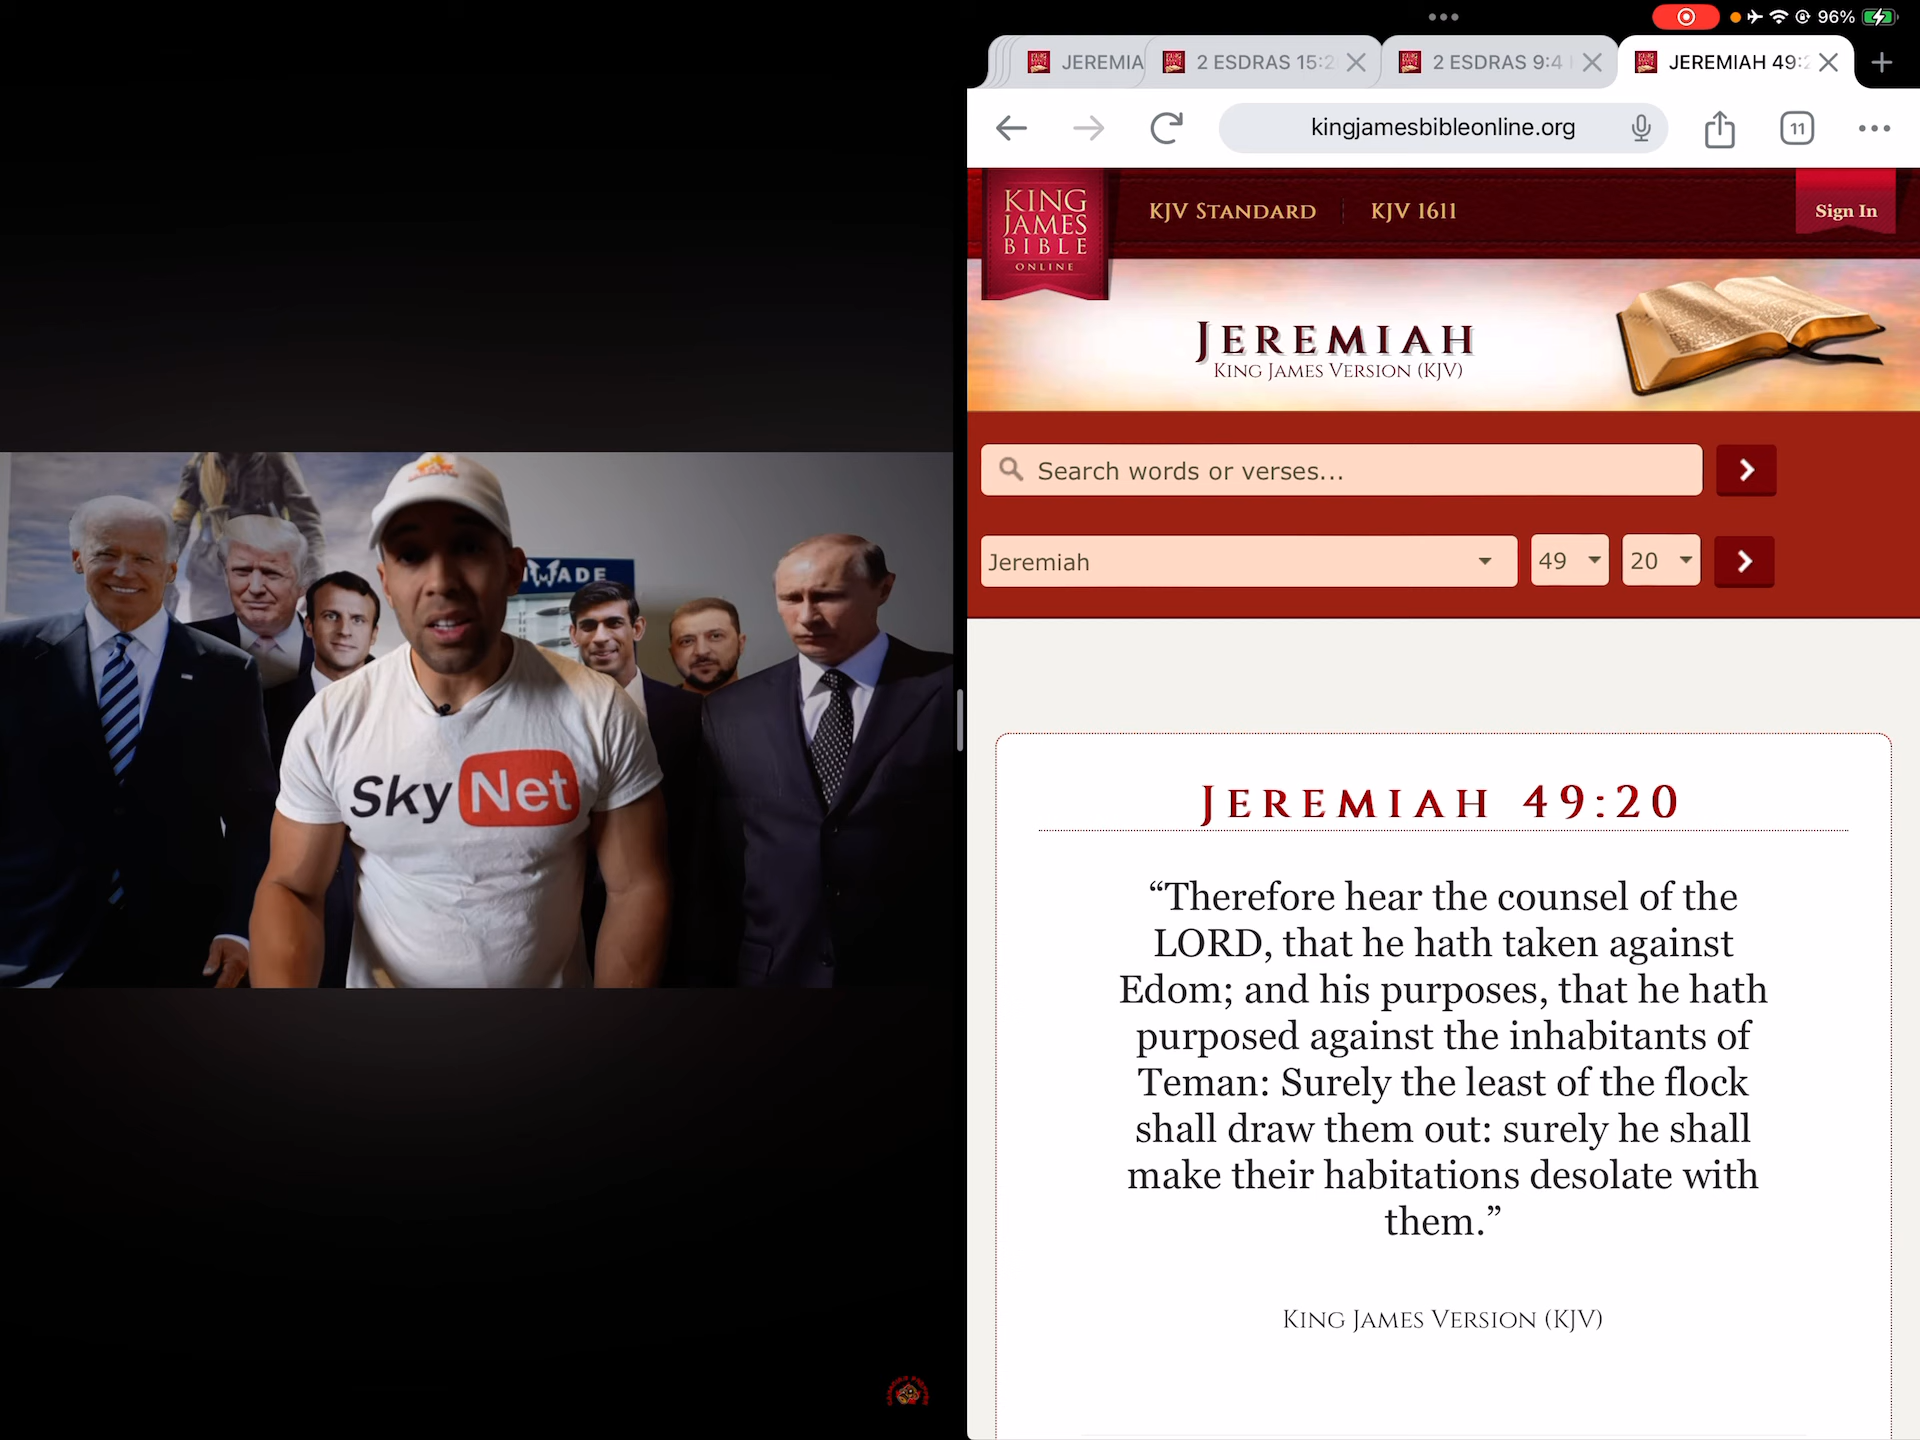 96%
JEREMIA
2 ESDRAS 15:2
2 ESDRAS 9:4
JEREMIAH 49:2
kingjamesbibleonline.org
11
KING
JAMES
BIBLE
ONLINE
KJV STANDARD
KJV 1611
Sign In
JEREMIAH
KING JAMES VERSION (KJV)
Search words or verses...
Jeremiah
49
20
ADE
SkyNet
JEREMIAH 49:20
“Therefore hear the counsel of the
LORD, that he hath taken against
Edom; and his purposes, that he hath
purposed against the inhabitants of
Teman: Surely the least of the flock
shall draw them out: surely he shall
make their habitations desolate with
them.”
KING JAMES VERSION (KJV)